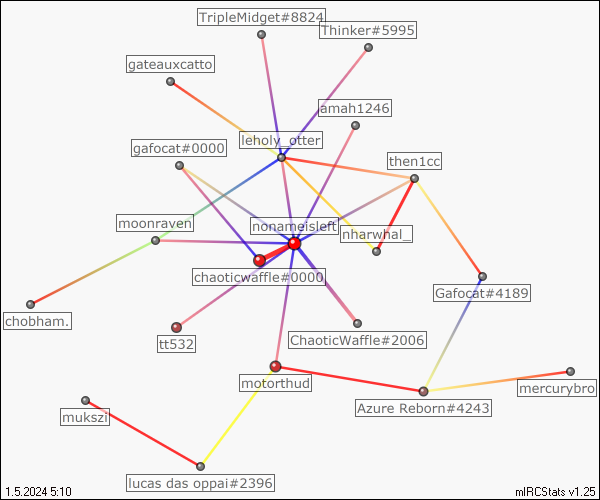 TripleMidget#8824
Thinker#5995
gateauxcatto
amah1246
leholy_otter
gafocat#0000
then1cc
moonraven
nonameisleft
nharwhal_
chaoticwaffle#0000
Gafocat#4189
chobham.
tt532
ChaoticWaffle#2006
motorthud
mercurybro
Azure Reborn#4243
mukszi
lucas das oppai#2396
1.5.2024 5:10
mIRCStats v1.25